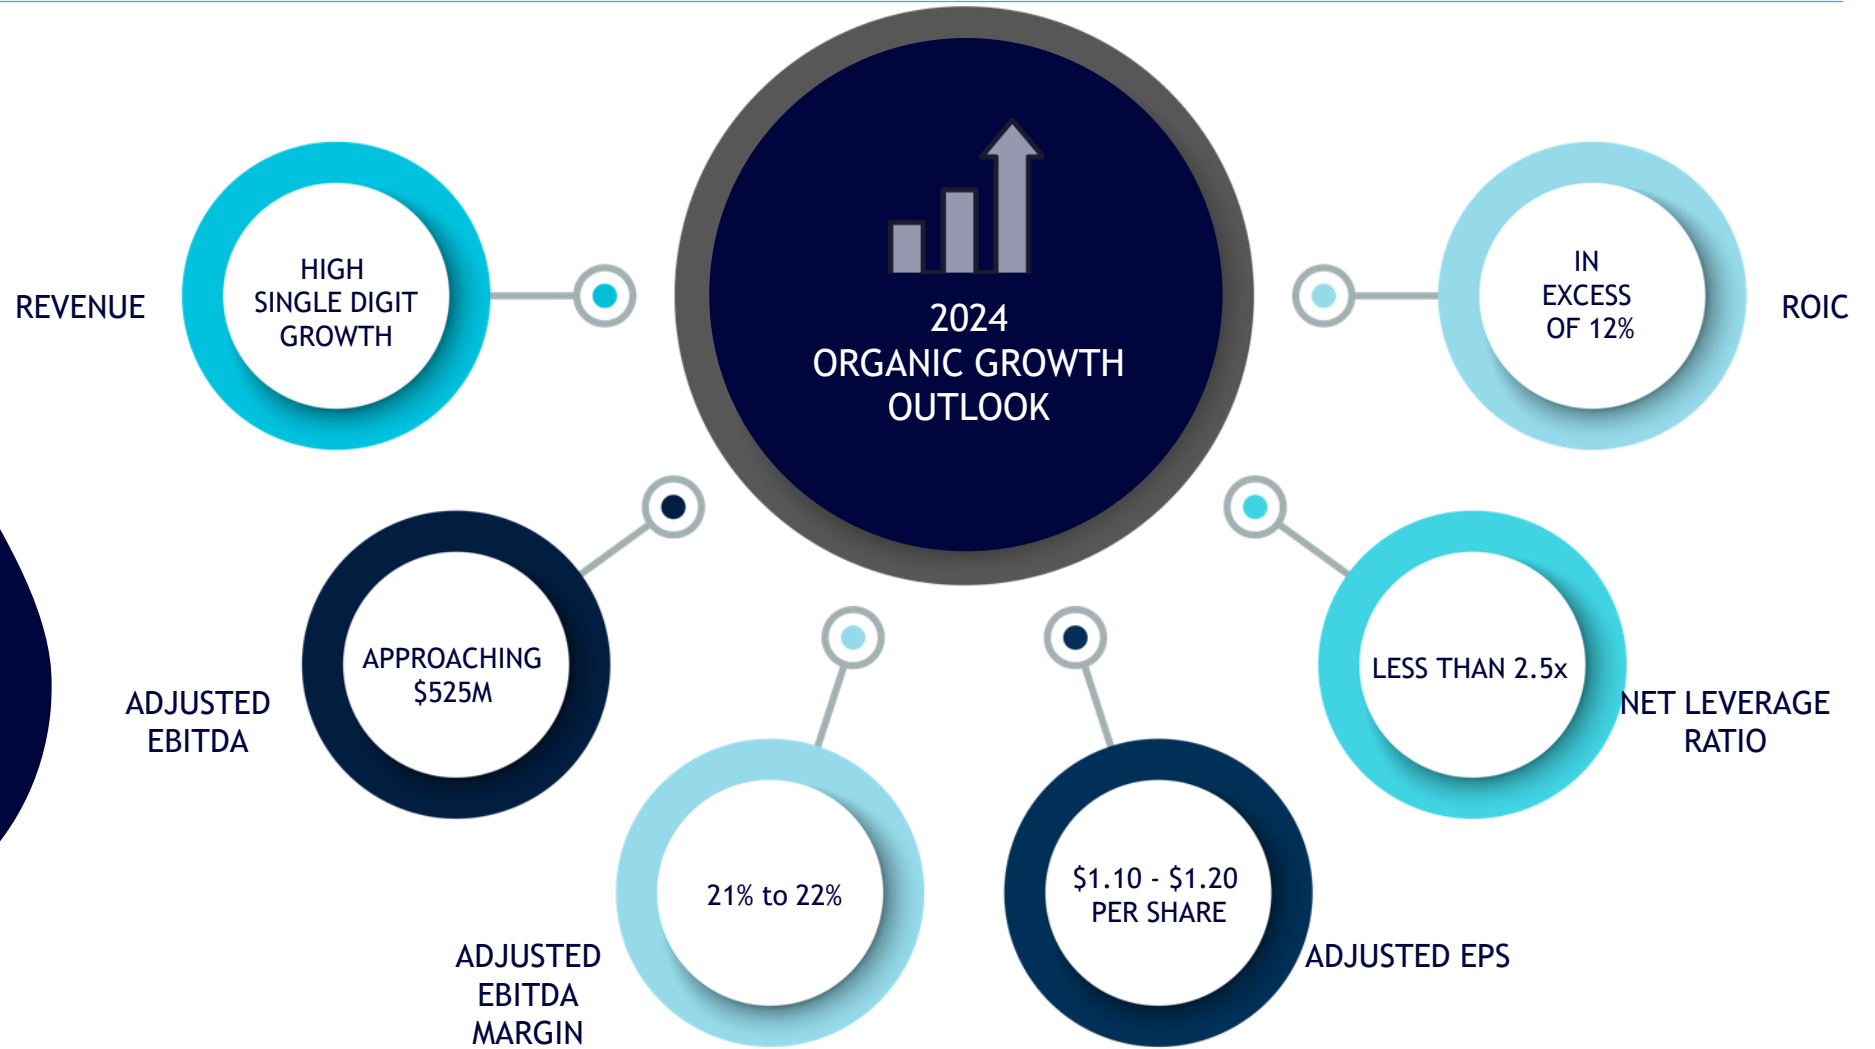 2024
ORGANIC GROWTH
OUTLOOK
REVENUE
HIGH
SINGLE DIGIT
GROWTH
ADJUSTED
EBITDA
APPROACHING
$525M
ADJUSTED
EBITDA
MARGIN
21% to 22%
$1.10 - $1.20
PER SHARE
ADJUSTED EPS
LESS THAN 2.5x
NET LEVERAGE
RATIO
IN
EXCESS
OF 12%
ROIC